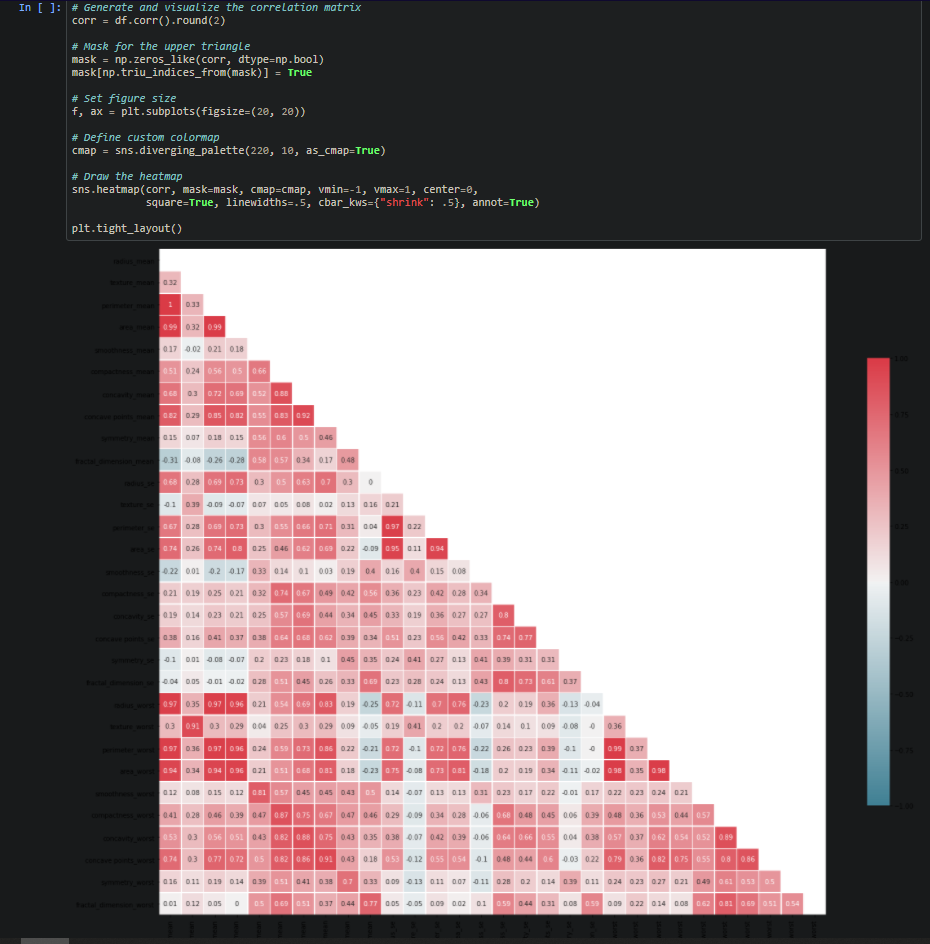 In [ ]: # Generate and visualize the correlation matrix
corr = df.corr().round(2)
# Mask for the upper triangle
mask = np.zeros_like(corr, dtype=np.bool)
mask[np.triu_indices_from(mask)] = True
# Set figure size
f, ax = plt.subplots(figsize=(20, 20))
# Define custom colormap
cmap = sns.diverging_palette(220, 10, as_cmap=True)
# Draw the heatmap
sns.heatmap(corr, mask=mask, cmap=cmap, vmin=-1, vmax=1, center=0,
square=True, linewidths=.5, cbar_kws={"shrink": .5}, annot=True)
plt.tight_layout()
radius_mean
texture_mean 0.32
perimeter_mean 1 0.33
area_mean 0.99 0.32 0.99
smoothness_mean 0.17 -0.02 0.21 0.18
compactness_mean 0.51 0.24 0.56 0.5 0.66
concavity_mean 0.68 0.3 0.72 0.69 0.52 0.88
concave points_mean 0.82 0.29 0.85 0.82 0.55 0.83 0.92
symmetry_mean 0.15 0.07 0.18 0.15 0.56 0.6 0.5 0.46
fractal_dimension_mean -0.31 -0.08 -0.26 -0.28 0.58 0.57 0.34 0.17 0.48
radius_se 0.68 0.28 0.69 0.73 0.3 0.5 0.63 0.7 0.3 0
texture_se -0.1 0.39 -0.09 -0.07 0.07 0.05 0.08 0.02 0.13 0.16 0.21
perimeter_se 0.67 0.28 0.69 0.73 0.3 0.55 0.66 0.71 0.31 0.04 0.97 0.22
area_se 0.74 0.26 0.74 0.8 0.25 0.46 0.62 0.69 0.22 -0.09 0.95 0.11 0.94
smoothness_se -0.22 0.01 -0.2 -0.17 0.33 0.14 0.1 0.03 0.19 0.4 0.16 0.4 0.15 0.08
compactness_se 0.21 0.19 0.25 0.21 0.32 0.74 0.67 0.49 0.42 0.56 0.36 0.23 0.42 0.28 0.34
concavity_se 0.19 0.14 0.23 0.21 0.25 0.57 0.69 0.44 0.34 0.45 0.33 0.19 0.36 0.27 0.27 0.8
concave points_se 0.38 0.16 0.41 0.37 0.38 0.64 0.68 0.62 0.39 0.34 0.51 0.23 0.56 0.42 0.33 0.74 0.77
symmetry_se -0.1 0.01 -0.08 -0.07 0.2 0.23 0.18 0.1 0.45 0.35 0.24 0.41 0.27 0.13 0.41 0.39 0.31 0.31
fractal_dimension_se -0.04 0.05 -0.01 -0.02 0.28 0.51 0.45 0.26 0.33 0.69 0.23 0.28 0.24 0.13 0.43 0.8 0.73 0.61 0.37
radius_worst 0.97 0.35 0.97 0.96 0.21 0.54 0.69 0.83 0.19 -0.25 0.72 -0.11 0.7 0.76 -0.23 0.2 0.19 0.36 -0.13 -0.04
texture_worst 0.3 0.91 0.3 0.29 0.04 0.25 0.3 0.29 0.09 -0.05 0.19 0.41 0.2 0.2 -0.07 0.14 0.1 0.09 -0.08 -0 0.36
perimeter_worst 0.97 0.36 0.97 0.96 0.24 0.59 0.73 0.86 0.22 -0.21 0.72 -0.1 0.72 0.76 -0.22 0.26 0.23 0.39 -0.1 -0 0.99 0.37
area_worst 0.94 0.34 0.94 0.96 0.21 0.51 0.68 0.81 0.18 -0.23 0.75 -0.08 0.73 0.81 -0.18 0.2 0.19 0.34 -0.11 -0.02 0.98 0.35 0.98
smoothness_worst 0.12 0.08 0.15 0.12 0.81 0.57 0.45 0.45 0.43 0.5 0.14 -0.07 0.13 0.13 0.31 0.23 0.17 0.22 -0.01 0.17 0.22 0.23 0.24 0.21
compactness_worst 0.41 0.28 0.46 0.39 0.47 0.87 0.75 0.67 0.47 0.46 0.29 -0.09 0.34 0.28 -0.06 0.68 0.48 0.45 0.06 0.39 0.48 0.36 0.53 0.44 0.57
concavity_worst 0.53 0.3 0.56 0.51 0.43 0.82 0.88 0.75 0.43 0.35 0.38 -0.07 0.42 0.39 -0.06 0.64 0.66 0.55 0.04 0.38 0.57 0.37 0.62 0.54 0.52 0.89
concave points_worst 0.74 0.3 0.77 0.72 0.5 0.82 0.86 0.91 0.43 0.18 0.53 -0.12 0.55 0.54 -0.1 0.48 0.44 0.6 -0.03 0.22 0.79 0.36 0.82 0.75 0.55 0.8 0.86
symmetry_worst 0.16 0.11 0.19 0.14 0.39 0.51 0.41 0.38 0.7 0.33 0.09 -0.13 0.11 0.07 -0.11 0.28 0.2 0.14 0.39 0.11 0.24 0.23 0.27 0.21 0.49 0.61 0.53 0.5
fractal_dimension_worst 0.01 0.12 0.05 0 0.5 0.69 0.51 0.37 0.44 0.77 0.05 -0.05 0.09 0.02 0.1 0.59 0.44 0.31 0.08 0.59 0.09 0.22 0.14 0.08 0.62 0.81 0.69 0.51 0.54
1.00
0.75
0.50
0.25
0.00
-0.25
-0.50
-0.75
-1.00